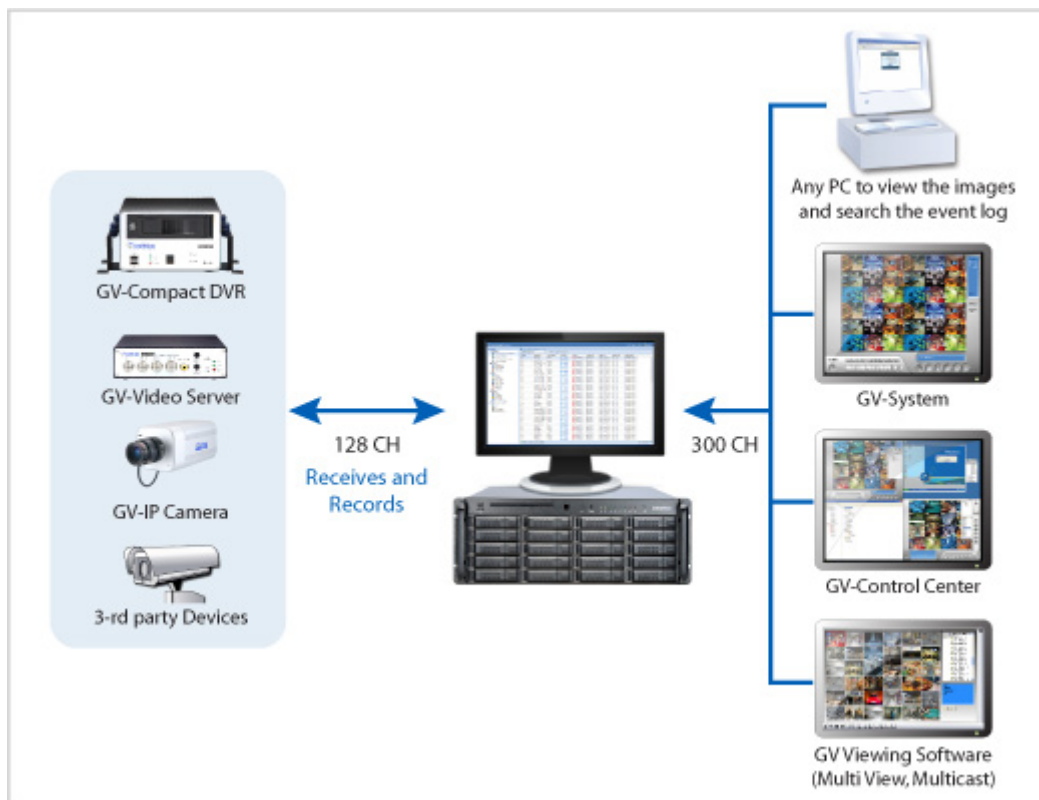 GV-Compact DVR
GV-Video Server
GV-IP Camera
3-rd party Devices
128 CH
Receives and
Records
300 CH
Any PC to view the images
and search the event log
GV-System
GV-Control Center
GV Viewing Software
(Multi View, Multicast)